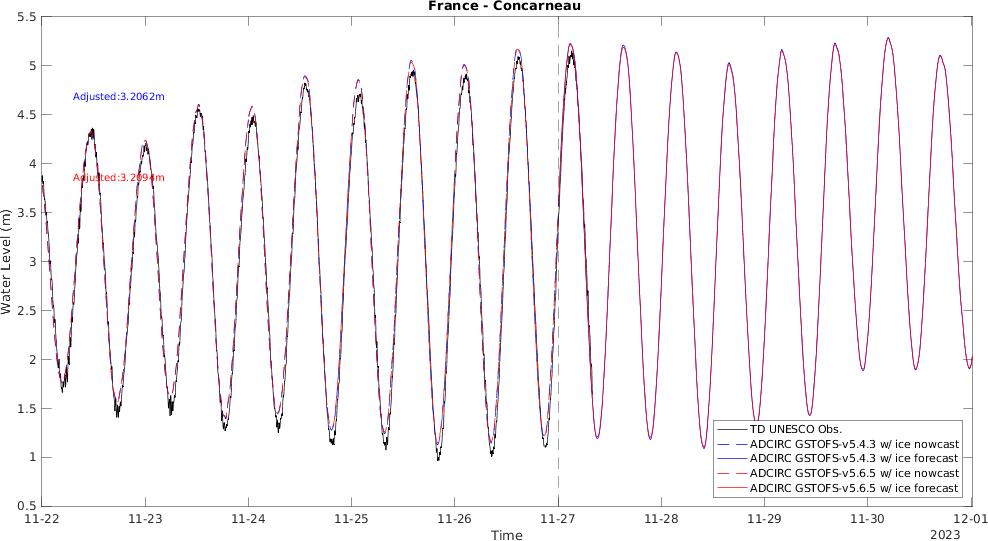 France - Concarneau
Water Level (m)
5.5
5
4.5
4
3.5
3
2.5
2
1.5
1
0.5
Adjusted:3.2062m
Adjusted:3.2094m
TD UNESCO Obs.
ADCIRC GSTOFS-v5.4.3 w/ ice nowcast
ADCIRC GSTOFS-v5.4.3 w/ ice forecast
ADCIRC GSTOFS-v5.6.5 w/ ice nowcast
ADCIRC GSTOFS-v5.6.5 w/ ice forecast
11-22 11-23 11-24 11-25 11-26 11-27 11-28 11-29 11-30 12-01
Time
2023